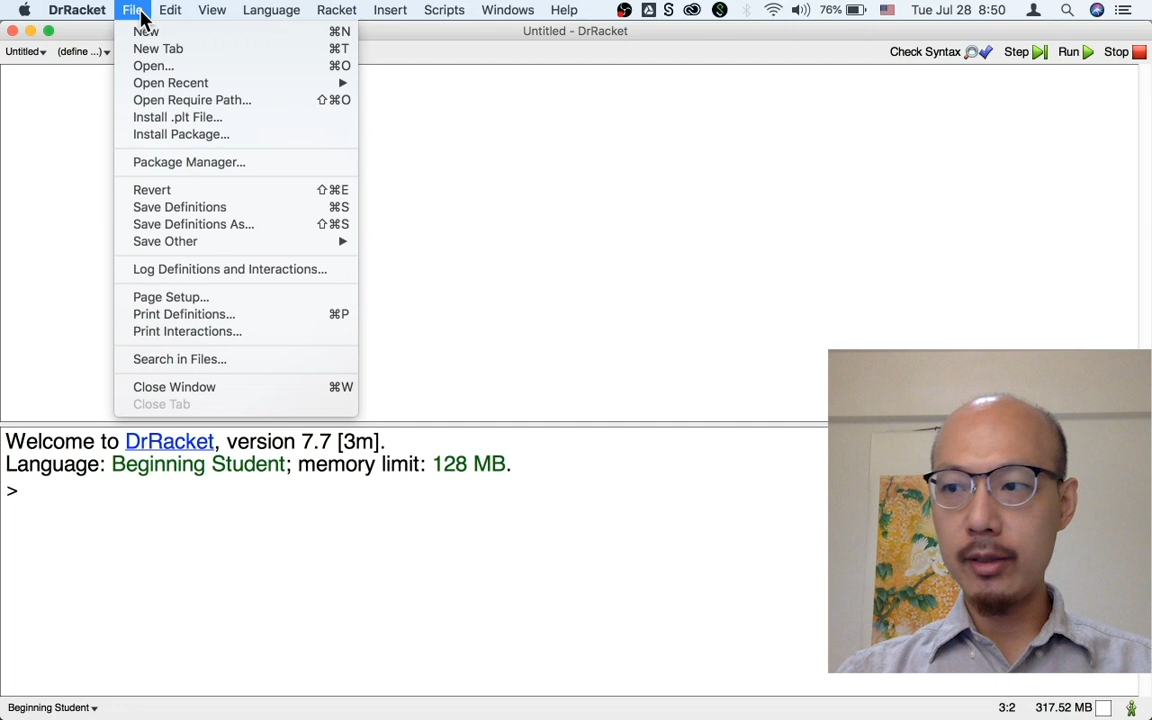 DrRacket File Edit View Language Racket Insert Scripts Windows Help 76% Tue Jul 28 8:50
Untitled - DrRacket
Untitled (define ...) Check Syntax Step Run Stop
New ⌘N
New Tab ⌘T
Open... ⌘O
Open Recent
Open Require Path... ⇧⌘O
Install .plt File...
Install Package...
Package Manager...
Revert ⇧⌘E
Save Definitions ⌘S
Save Definitions As... ⇧⌘S
Save Other
Log Definitions and Interactions...
Page Setup...
Print Definitions... ⌘P
Print Interactions...
Search in Files...
Close Window ⌘W
Close Tab
Welcome to DrRacket, version 7.7 [3m].
Language: Beginning Student; memory limit: 128 MB.
>
Beginning Student 3:2 317.52 MB